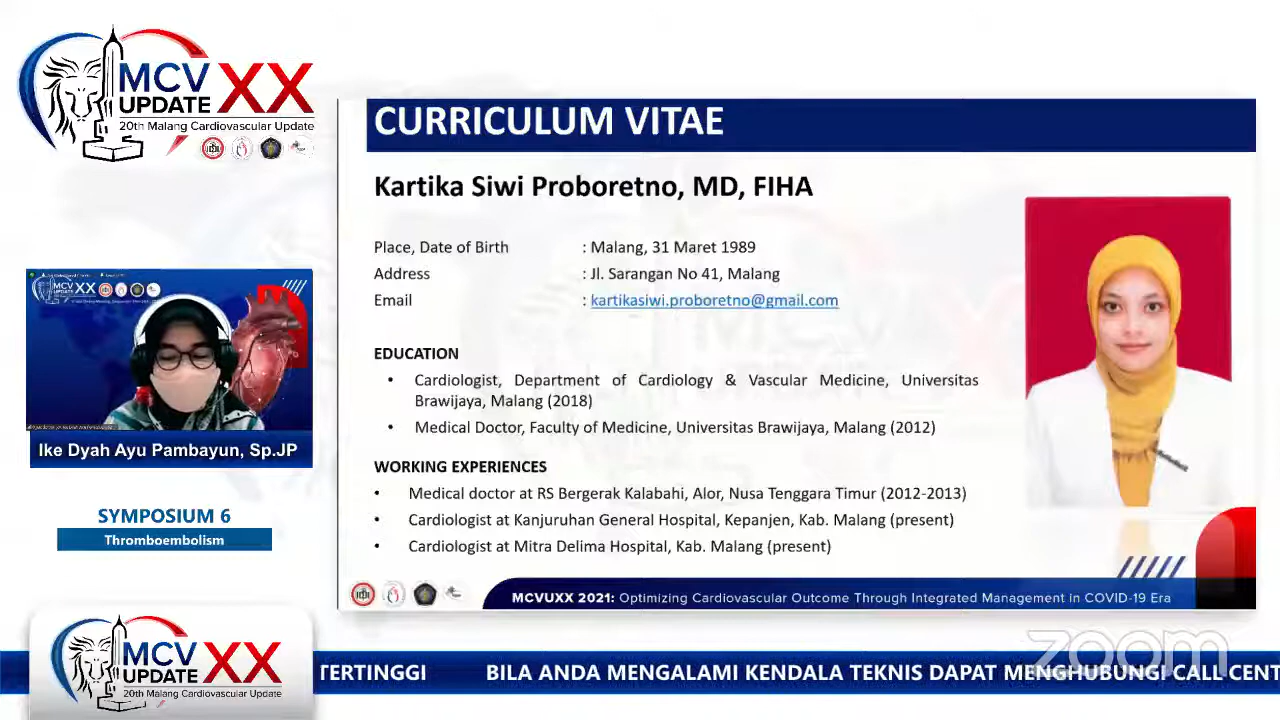 MCV XX
UPDATE
20th Malang Cardiovascular Update
MCV XX
UPDATE
Ike Dyah Ayu Pambayun, Sp.JP
SYMPOSIUM 6
Thromboembolism
CURRICULUM VITAE
Kartika Siwi Proboretno, MD, FIHA
Place, Date of Birth : Malang, 31 Maret 1989
Address : Jl. Sarangan No 41, Malang
Email : kartikasiwi.proboretno@gmail.com
EDUCATION
• Cardiologist, Department of Cardiology & Vascular Medicine, Universitas
Brawijaya, Malang (2018)
• Medical Doctor, Faculty of Medicine, Universitas Brawijaya, Malang (2012)
WORKING EXPERIENCES
• Medical doctor at RS Bergerak Kalabahi, Alor, Nusa Tenggara Timur (2012-2013)
• Cardiologist at Kanjuruhan General Hospital, Kepanjen, Kab. Malang (present)
• Cardiologist at Mitra Delima Hospital, Kab. Malang (present)
MCVUXX 2021: Optimizing Cardiovascular Outcome Through Integrated Management in COVID-19 Era
zoom
MCV XX
UPDATE
20th Malang Cardiovascular Update
TERTINGGI BILA ANDA MENGALAMI KENDALA TEKNIS DAPAT MENGHUBUNGI CALL CENT